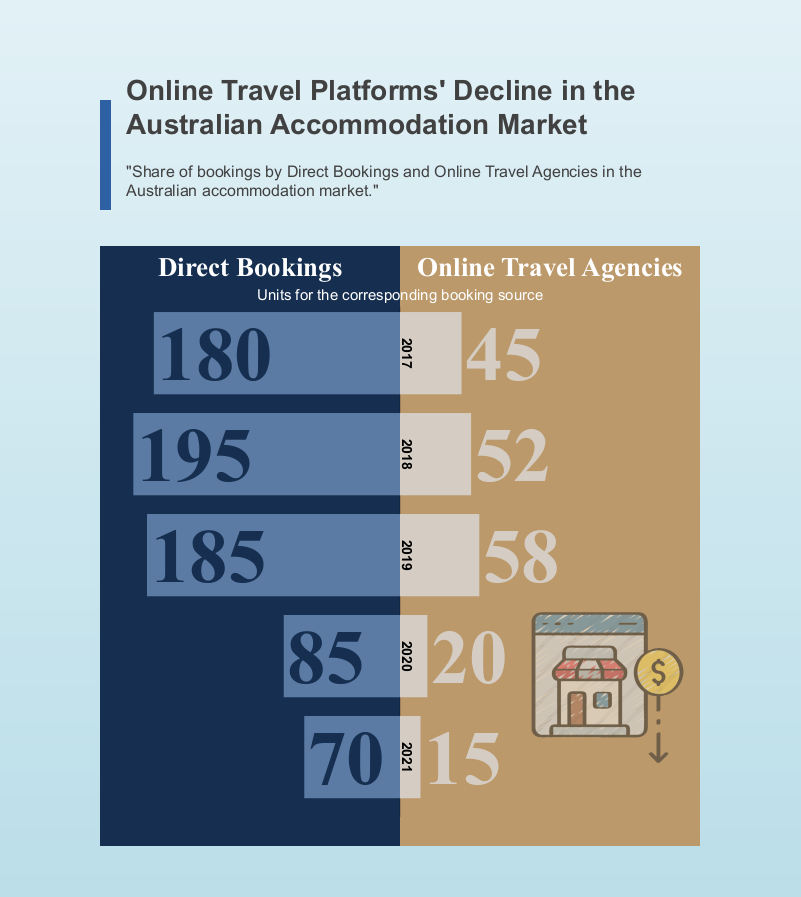 Online Travel Platforms' Decline in the
Australian Accommodation Market
"Share of bookings by Direct Bookings and Online Travel Agencies in the
Australian accommodation market."
Direct Bookings Online Travel Agencies
Units for the corresponding booking source
180 2017 45
195 2018 52
185 2019 58
85 2020 20
$
70 2021 15